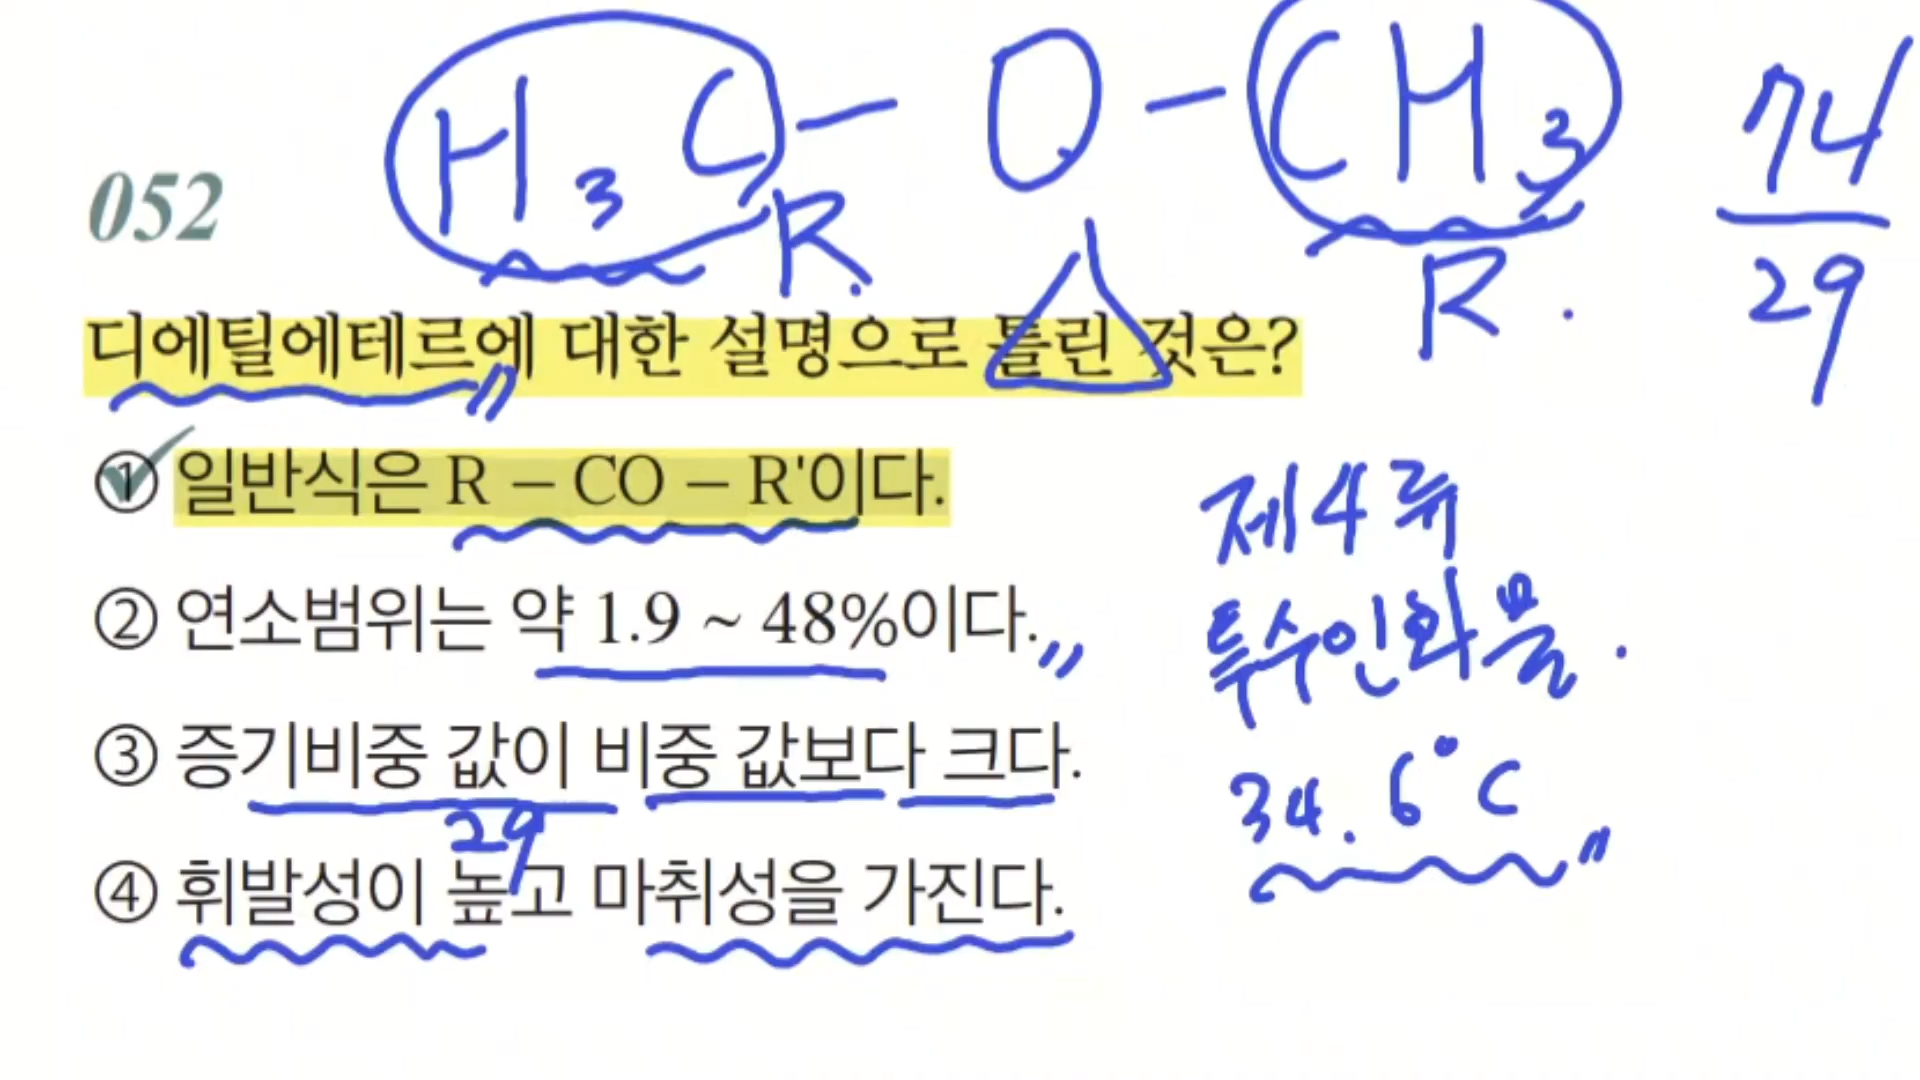 H3C - O - CH3
R. R.
74
29
052
디에틸에테르에 대한 설명으로 틀린 것은?
① 일반식은 R – CO – R'이다.
② 연소범위는 약 1.9 ~ 48%이다.
③ 증기비중 값이 비중 값보다 크다.
29
④ 휘발성이 높고 마취성을 가진다.
제4류
특수인화물.
34.6°C